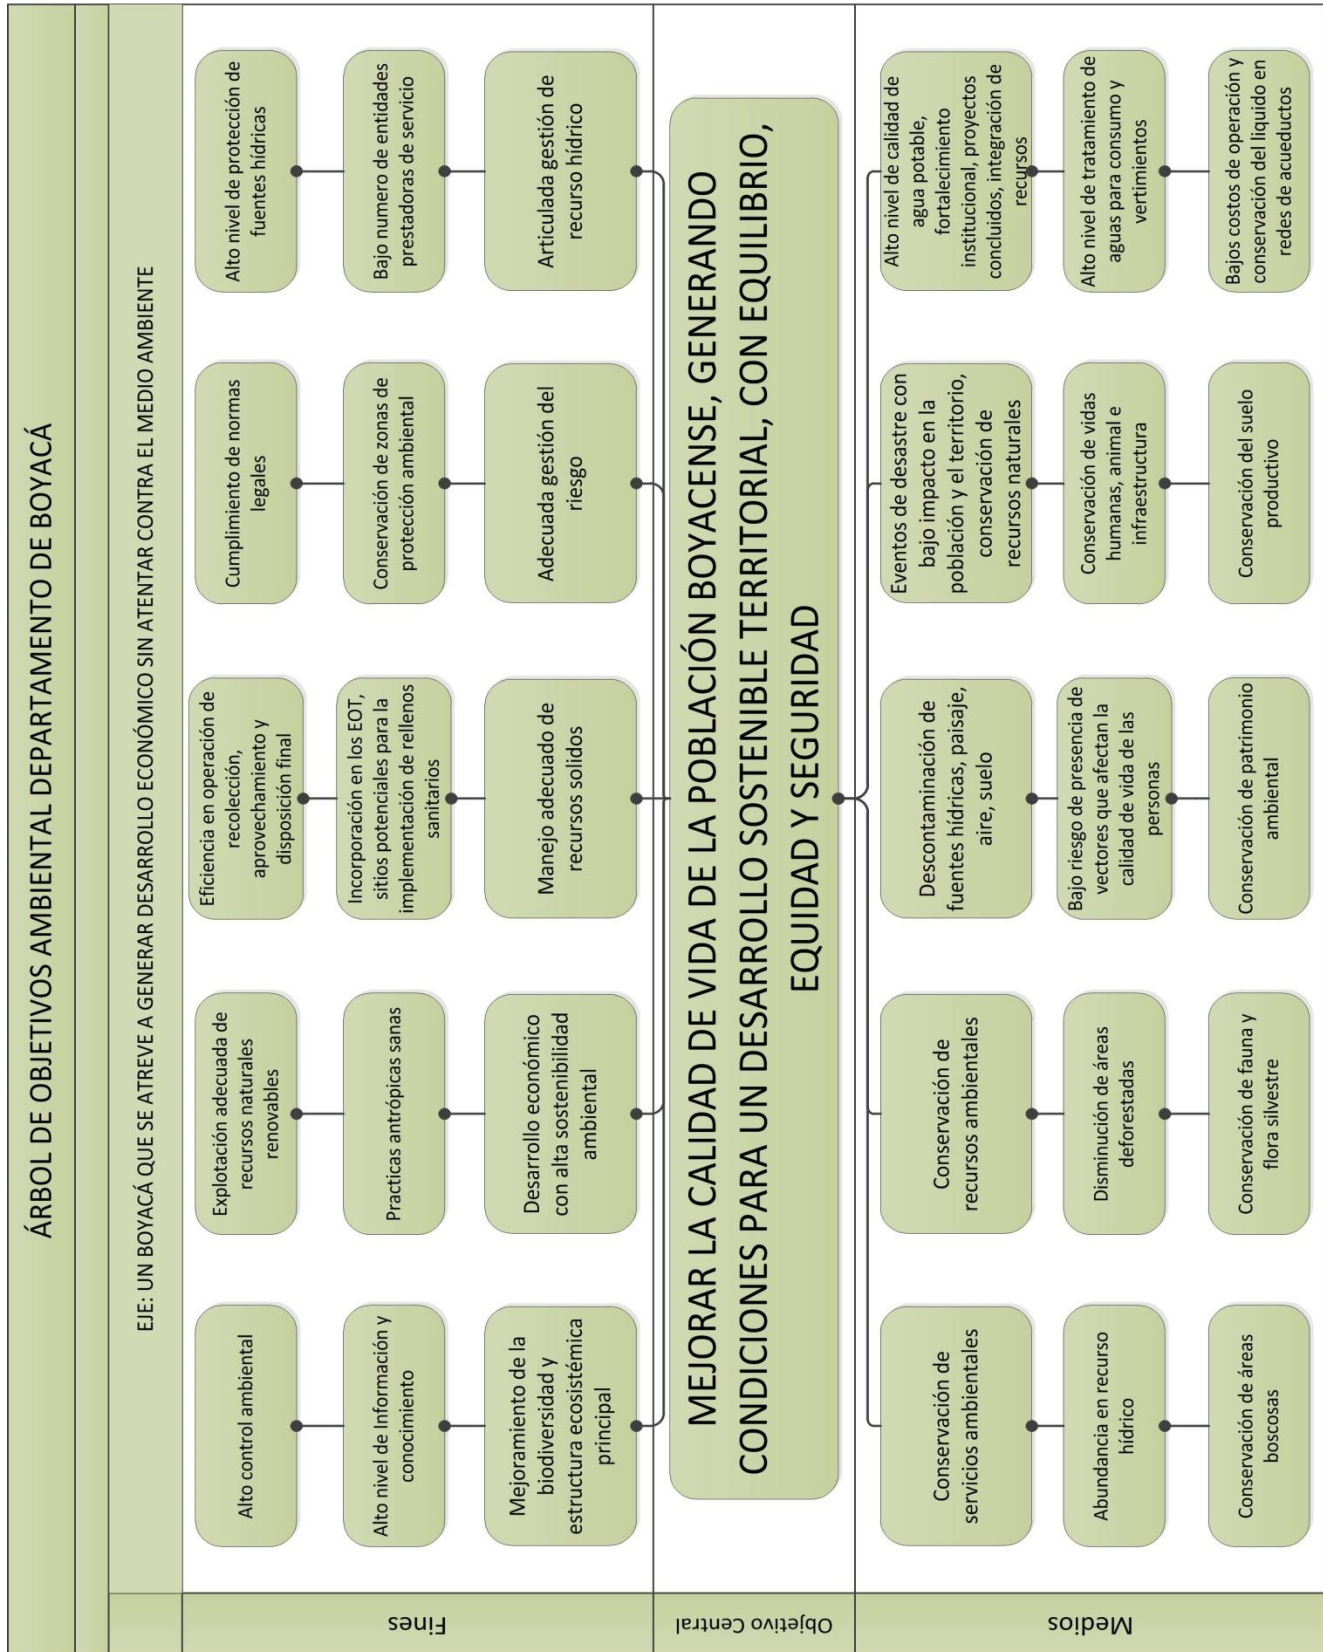 ÁRBOL DE OBJETIVOS AMBIENTAL DEPARTAMENTO DE BOYACÁ
EJE: UN BOYACÁ QUE SE ATREVE A GENERAR DESARROLLO ECONÓMICO SIN ATENTAR CONTRA EL MEDIO AMBIENTE
Fines
Alto control ambiental
Explotación adecuada de
recursos naturales
renovables
Eficiencia en operación de
recolección,
aprovechamiento y
disposición final
Cumplimiento de normas
legales
Alto nivel de protección de
fuentes hídricas
Alto nivel de Información y
conocimiento
Practicas antrópicas sanas
Incorporación en los EOT,
sitios potenciales para la
implementación de rellenos
sanitarios
Conservación de zonas de
protección ambiental
Bajo numero de entidades
prestadoras de servicio
Mejoramiento de la
biodiversidad y
estructura ecosistémica
principal
Desarrollo económico
con alta sostenibilidad
ambiental
Manejo adecuado de
recursos solidos
Adecuada gestión del
riesgo
Articulada gestión de
recurso hídrico
Objetivo Central
MEJORAR LA CALIDAD DE VIDA DE LA POBLACIÓN BOYACENSE, GENERANDO
CONDICIONES PARA UN DESARROLLO SOSTENIBLE TERRITORIAL, CON EQUILIBRIO,
EQUIDAD Y SEGURIDAD
Medios
Conservación de
servicios ambientales
Conservación de
recursos ambientales
Descontaminación de
fuentes hídricas, paisaje,
aire, suelo
Eventos de desastre con
bajo impacto en la
población y el territorio,
conservación de
recursos naturales
Alto nivel de calidad de
agua potable,
fortalecimiento
institucional, proyectos
concluidos, integración de
recursos
Abundancia en recurso
hídrico
Disminución de áreas
deforestadas
Bajo riesgo de presencia de
vectores que afectan la
calidad de vida de las
personas
Conservación de vidas
humanas, animal e
infraestructura
Alto nivel de tratamiento de
aguas para consumo y
vertimientos
Conservación de áreas
boscosas
Conservación de fauna y
flora silvestre
Conservación de patrimonio
ambiental
Conservación del suelo
productivo
Bajos costos de operación y
conservación del liquido en
redes de acueductos